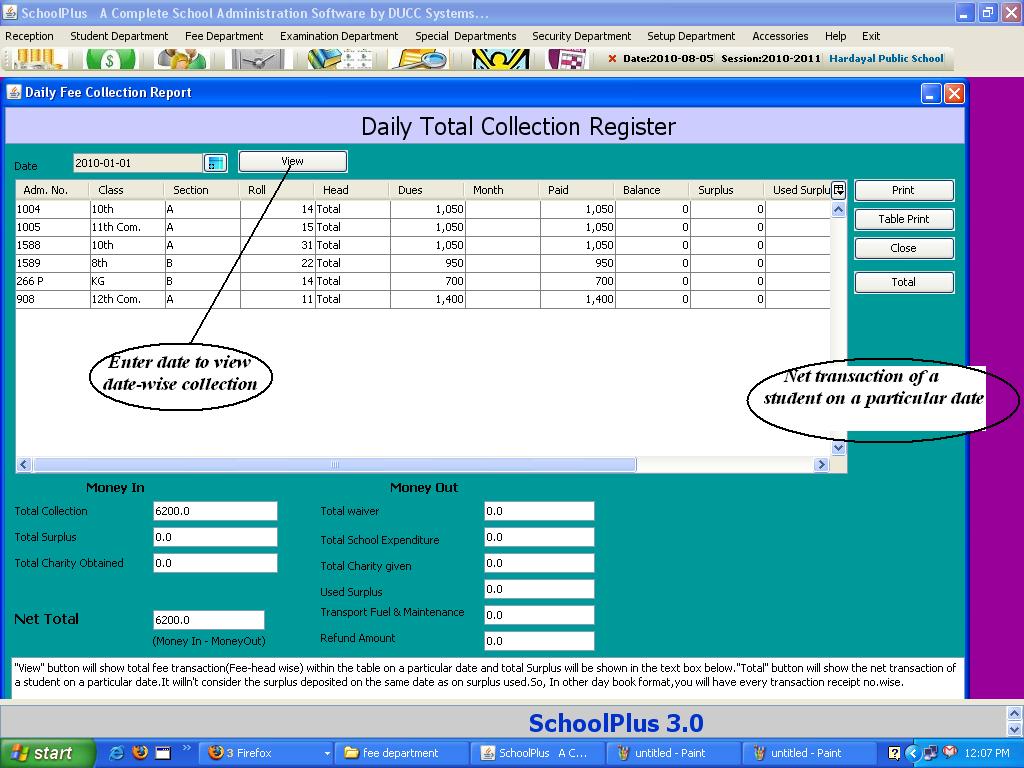 SchoolPlus A Complete School Administration Software by DUCC Systems...
Reception Student Department Fee Department Examination Department Special Departments Security Department Setup Department Accessories Help Exit
Date:2010-08-05 Session:2010-2011 Hardayal Public School
Daily Fee Collection Report
Daily Total Collection Register
Date 2010-01-01 View
Adm. No. Class Section Roll Head Dues Month Paid Balance Surplus Used Surplu Print
1004 10th A 14 Total 1,050 1,050 0 0
1005 11th Com. A 15 Total 1,050 1,050 0 0 Table Print
1588 10th A 31 Total 1,050 1,050 0 0 Close
1589 8th B 22 Total 950 950 0 0
266 P KG B 14 Total 700 700 0 0 Total
908 12th Com. A 11 Total 1,400 1,400 0 0
Enter date to view
date-wise collection
Net transaction of a
student on a particular date
Money In Money Out
Total Collection 6200.0 Total waiver 0.0
Total Surplus 0.0 Total School Expenditure 0.0
Total Charity Obtained 0.0 Total Charity given 0.0
Used Surplus 0.0
Net Total 6200.0 Transport Fuel & Maintenance 0.0
(Money In - MoneyOut) Refund Amount 0.0
"View" button will show total fee transaction(Fee-head wise) within the table on a particular date and total Surplus will be shown in the text box below."Total" button will show the net transaction of
a student on a particular date.It willn't consider the surplus deposited on the same date as on surplus used.So, In other day book format,you will have every transaction receipt no.wise.
SchoolPlus 3.0
start 3 Firefox fee department SchoolPlus A C... untitled - Paint untitled - Paint 12:07 PM